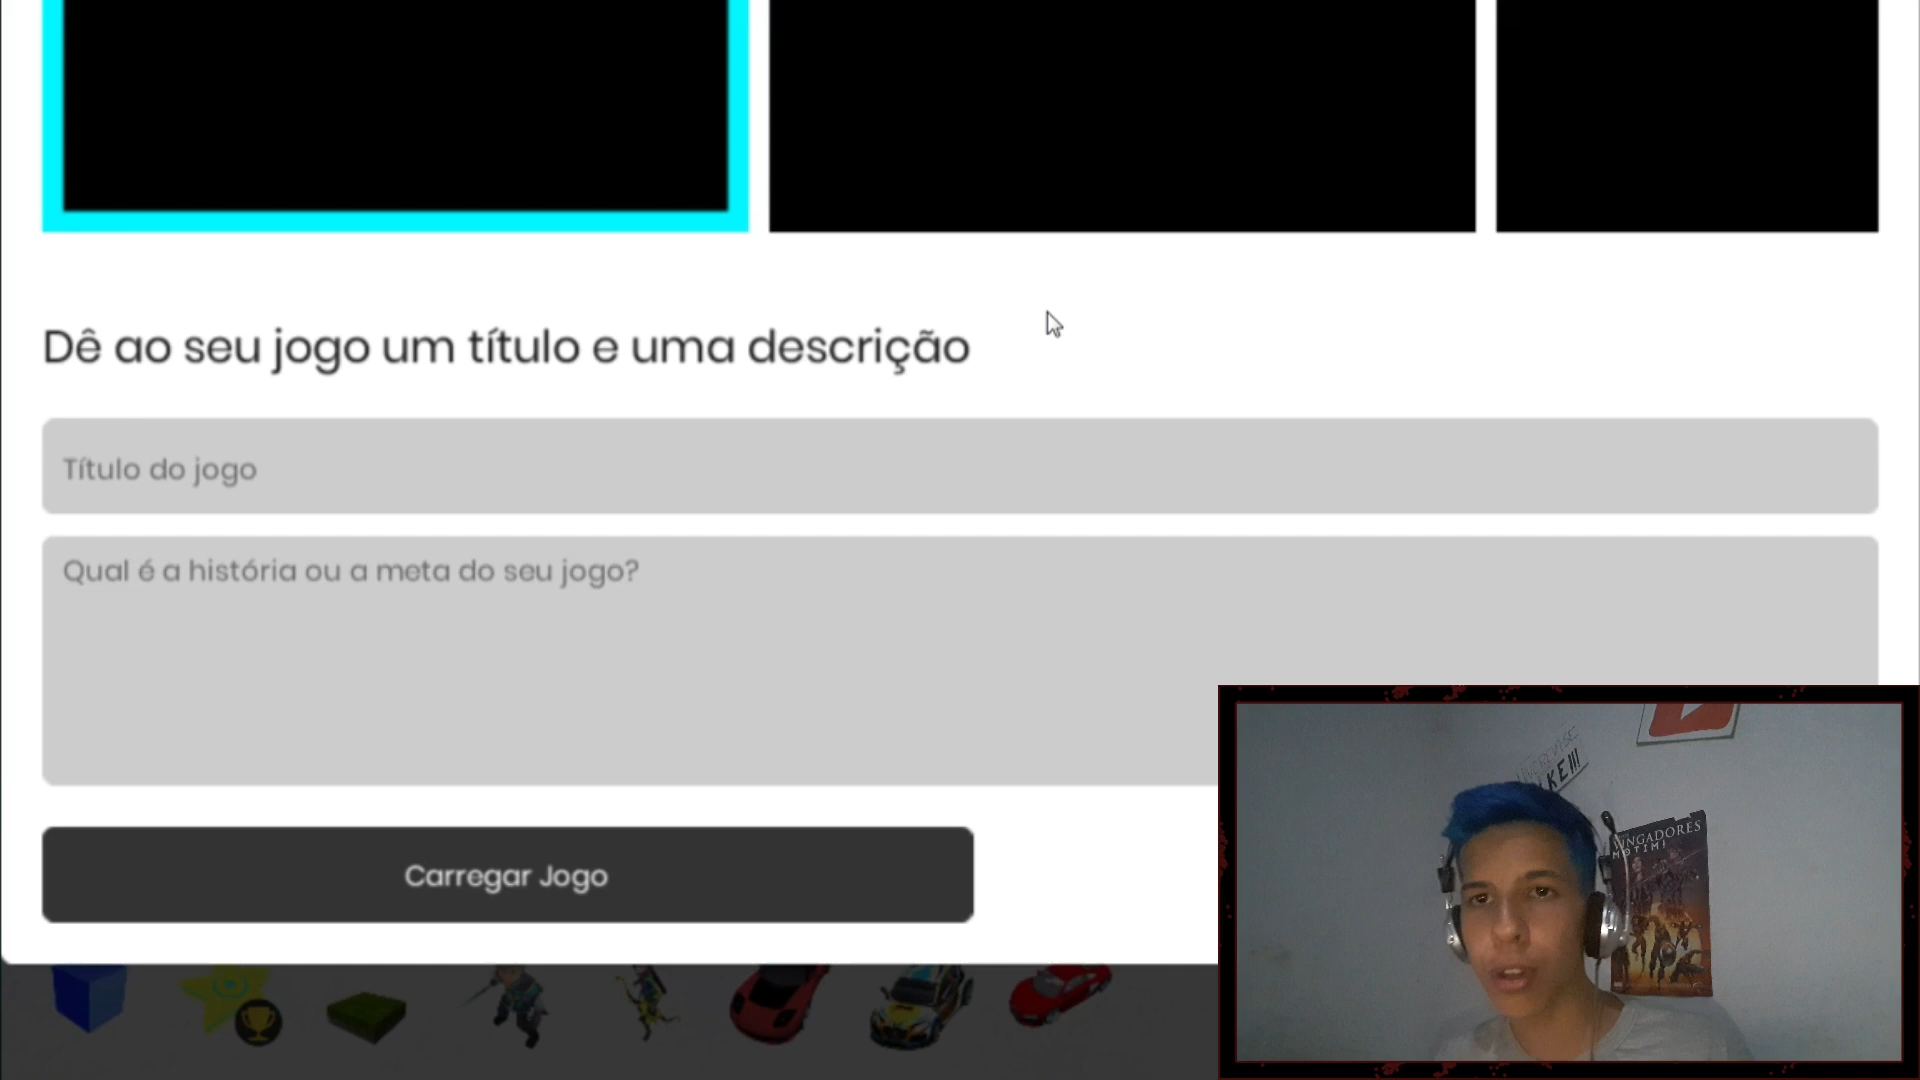 Dê ao seu jogo um título e uma descrição
Título do jogo
Qual é a história ou a meta do seu jogo?
Carregar Jogo
VINGADORES
MOTIM!